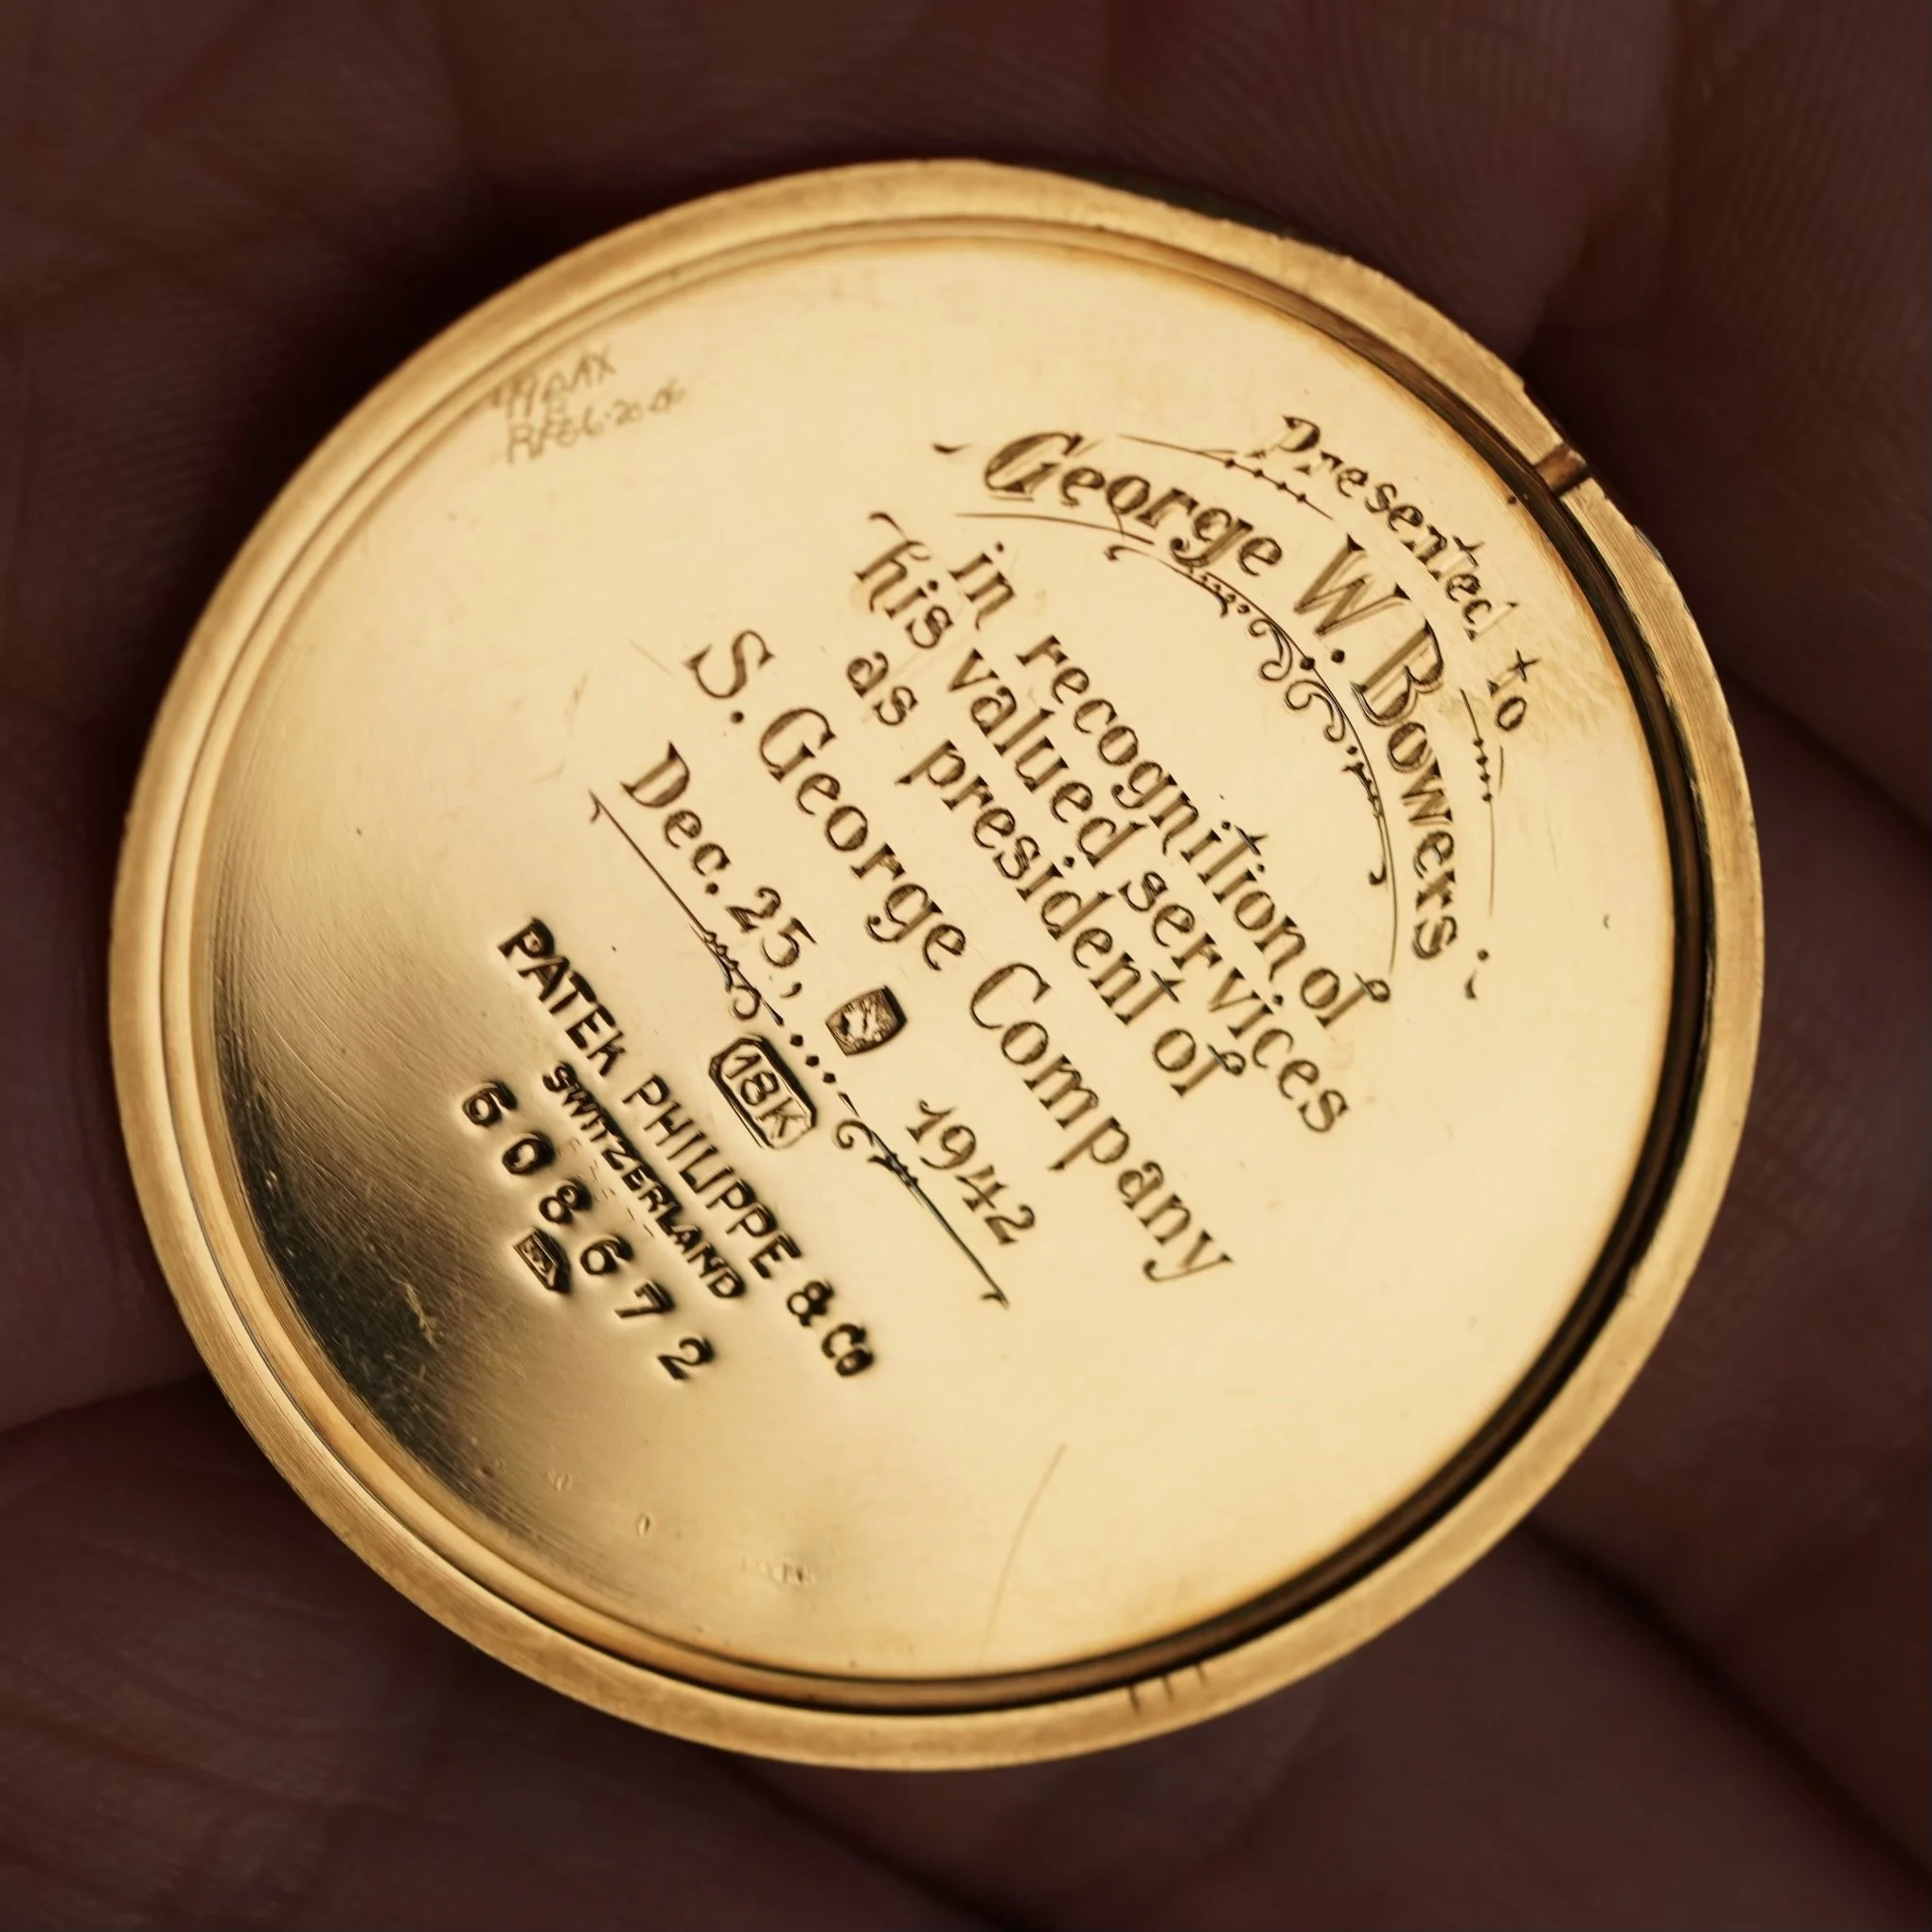 Presented to
George W. Bowers
in recognition of
his valued services
as president of
S. George Company
Dec. 25, 1942
18K
PATEK PHILIPPE & Co
SWITZERLAND
608672